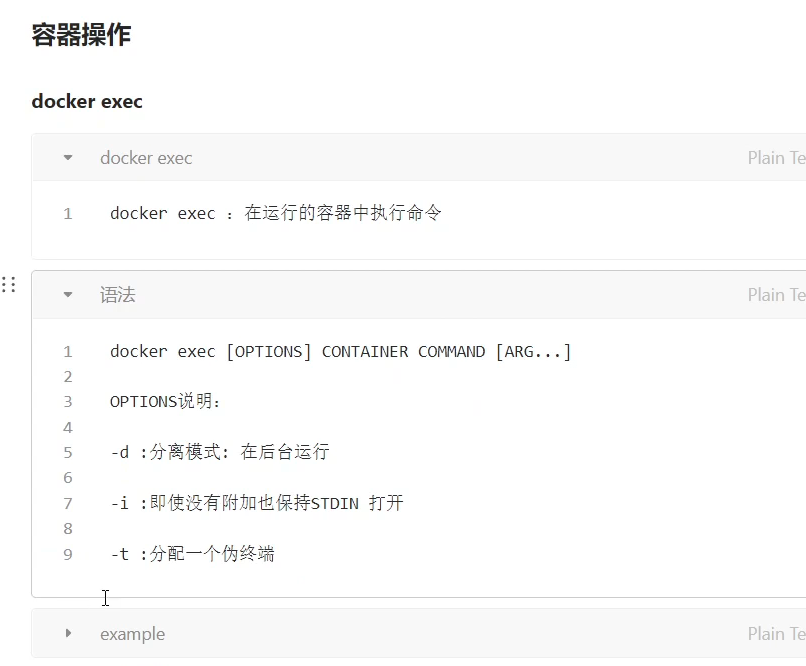 容器操作
docker exec
docker exec Plain Te
1 docker exec ：在运行的容器中执行命令
语法 Plain Te
1 docker exec [OPTIONS] CONTAINER COMMAND [ARG...]
2
3 OPTIONS说明：
4
5 -d :分离模式: 在后台运行
6
7 -i :即使没有附加也保持STDIN 打开
8
9 -t :分配一个伪终端
example Plain Te